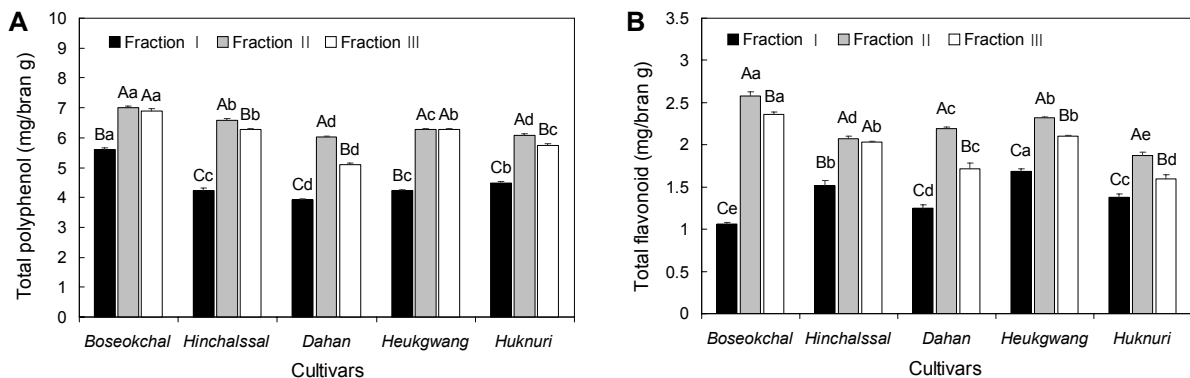 A
Total polyphenol (mg/bran g)
10
9
8
7
6
5
4
3
2
1
0
Fraction Ⅰ Fraction Ⅱ Fraction Ⅲ
Ba Aa Aa
Cc Ab Bb
Cd Ad Bd
Bc Ac Ab
Cb Ad Bc
Boseokchal Hinchalssal Dahan Heukgwang Huknuri
Cultivars
B
Total flavonoid (mg/bran g)
3.5
3
2.5
2
1.5
1
0.5
0
Fraction Ⅰ Fraction Ⅱ Fraction Ⅲ
Ce Aa Ba
Bb Ad Ab
Cd Ac Bc
Ca Ab Bb
Cc Ae Bd
Boseokchal Hinchalssal Dahan Heukgwang Huknuri
Cultivars